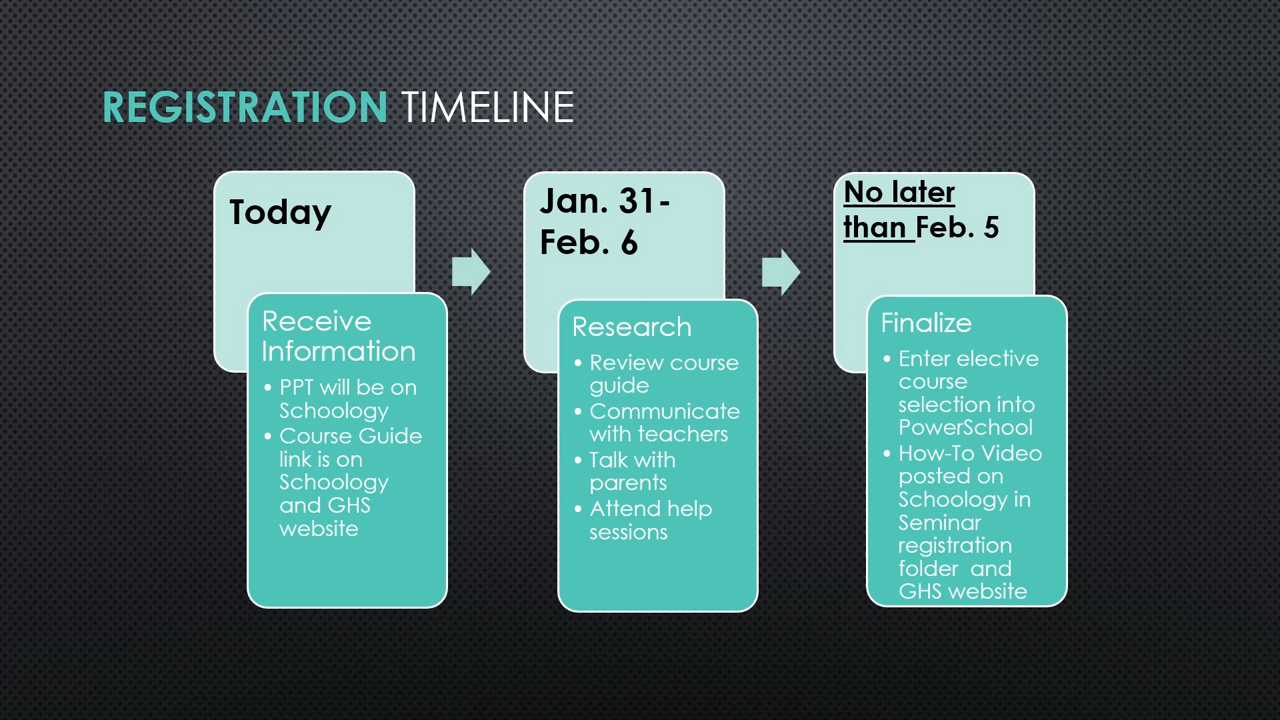 REGISTRATION TIMELINE
Today
Receive
Information
• PPT will be on
Schoology
• Course Guide
link is on
Schoology
and GHS
website
Jan. 31-
Feb. 6
Research
• Review course
guide
• Communicate
with teachers
• Talk with
parents
• Attend help
sessions
No later
than Feb. 5
Finalize
• Enter elective
course
selection into
PowerSchool
• How-To Video
posted on
Schoology in
Seminar
registration
folder and
GHS website